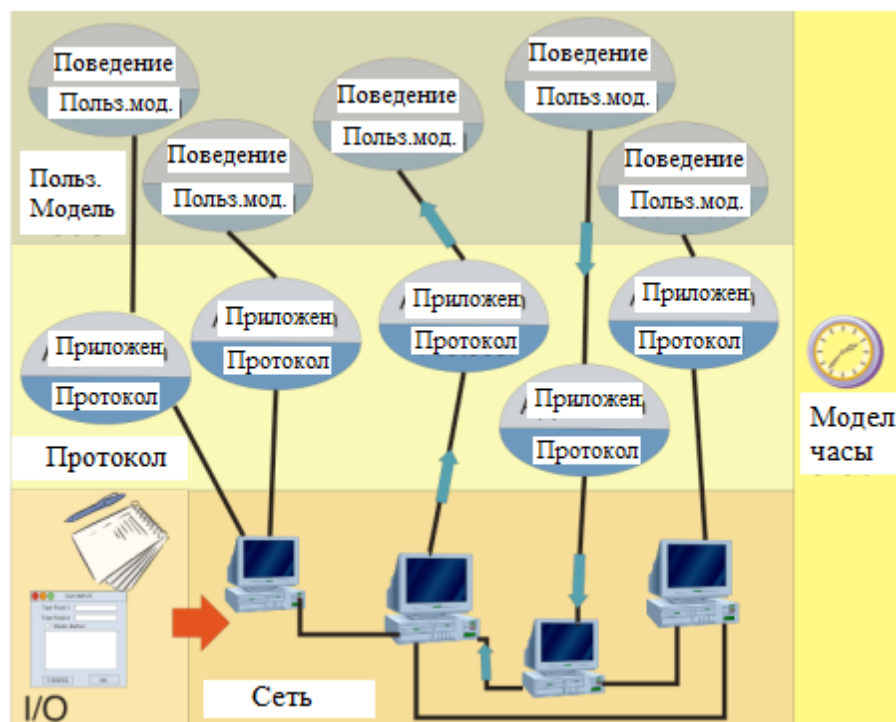 Поведение
Польз.мод.
Поведение
Польз.мод.
Поведение
Польз.мод.
Поведение
Польз.мод.
Поведение
Польз.мод.
Польз.
Модель
Приложен
Протокол
Приложен
Протокол
Приложен
Протокол
Приложен
Протокол
Приложен
Протокол
Протокол
Модел
часы
I/O
Сеть